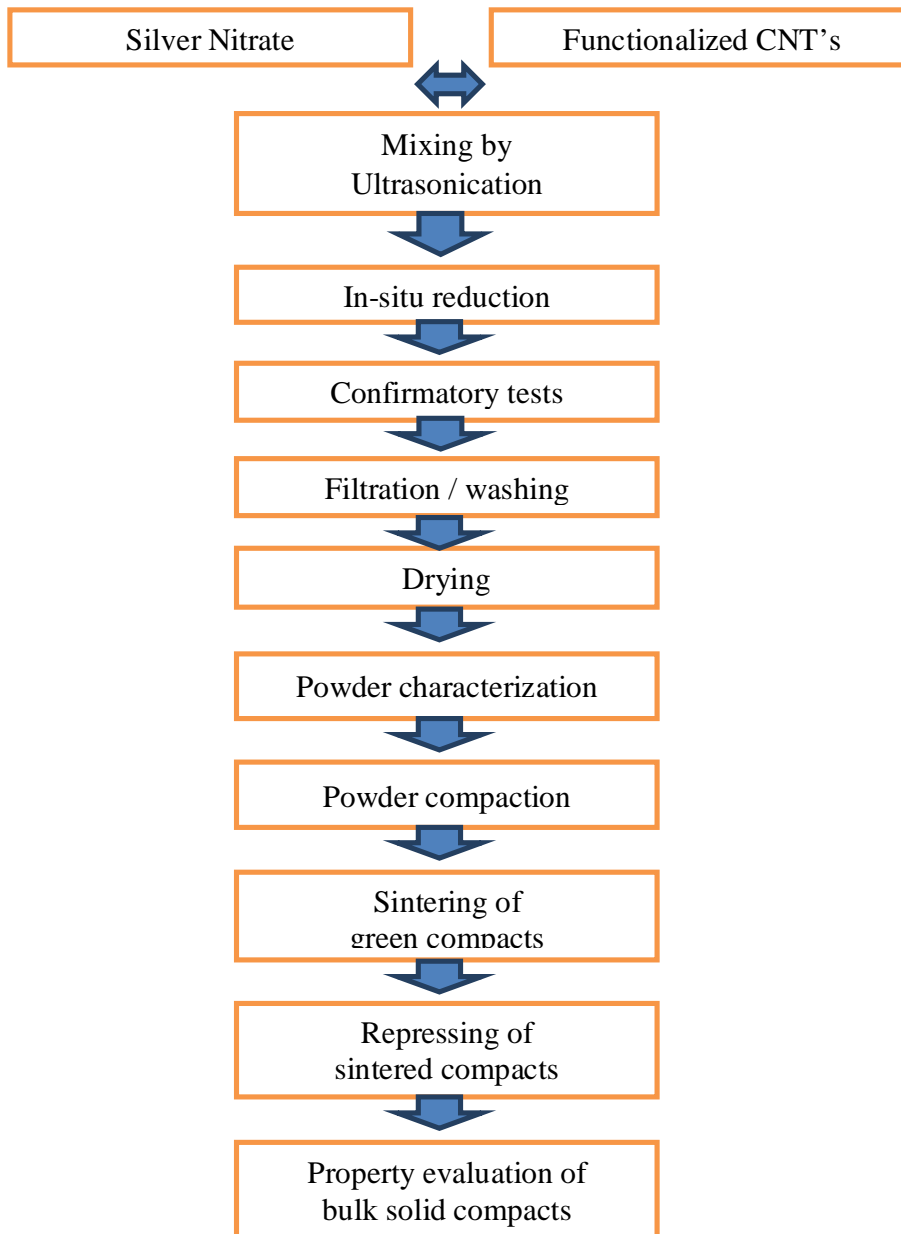 Silver Nitrate
Functionalized CNT’s
Mixing by
Ultrasonication
In-situ reduction
Confirmatory tests
Filtration / washing
Drying
Powder characterization
Powder compaction
Sintering of
green compacts
Repressing of
sintered compacts
Property evaluation of
bulk solid compacts